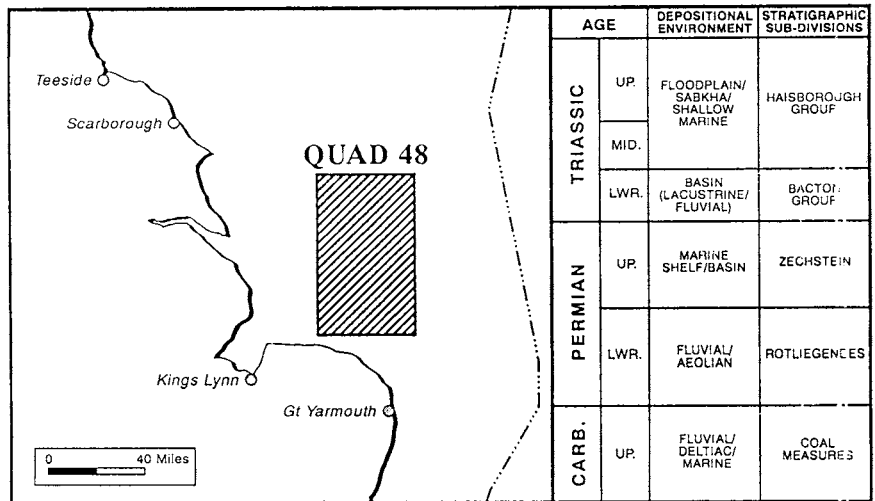 Teeside
Scarborough
QUAD 48
Kings Lynn
Gt Yarmouth
0 40 Miles
AGE
DEPOSITIONAL ENVIRONMENT
STRATIGRAPHIC SUB-DIVISIONS
TRIASSIC
UP.
FLOODPLAIN/
SABKHA/
SHALLOW
MARINE
HAISBOROUGH
GROUP
MID.
LWR.
BASIN
(LACUSTRINE/
FLUVIAL)
BACTON
GROUP
PERMIAN
UP.
MARINE
SHELF/BASIN
ZECHSTEIN
LWR.
FLUVIAL/
AEOLIAN
ROTLIEGENDES
CARB.
UP.
FLUVIAL/
DELTIAC/
MARINE
COAL
MEASURES